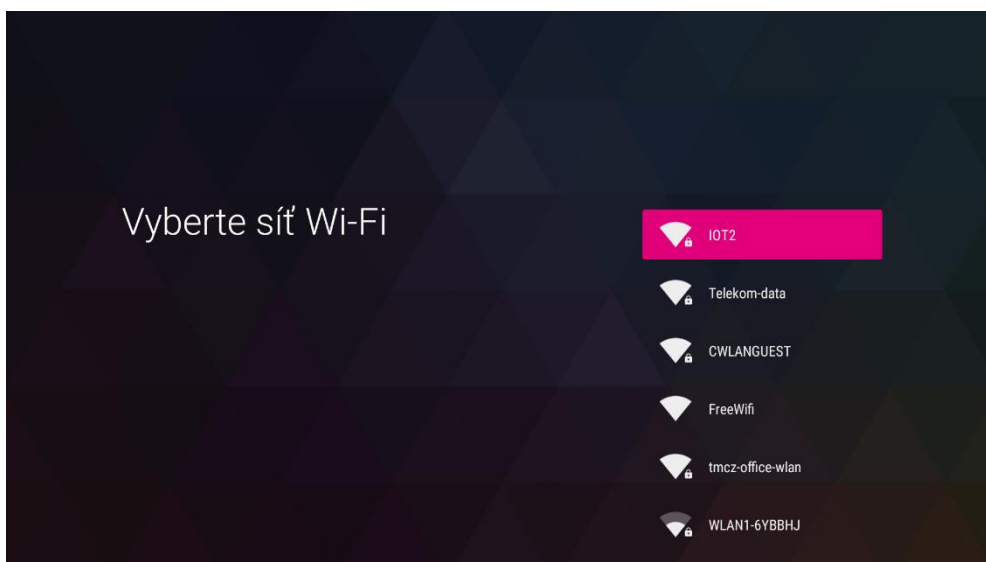 Vyberte síť Wi-Fi
IOT2
Telekom-data
CWLANGUEST
FreeWifi
tmcz-office-wlan
WLAN1-6YBBHJ